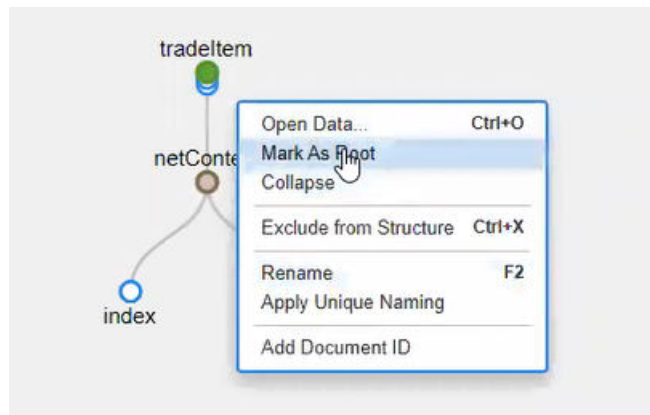 tradeItem
Open Data... Ctrl+O
netConte
Mark As Root
Collapse
Exclude from Structure Ctrl+X
Rename F2
Apply Unique Naming
index
Add Document ID